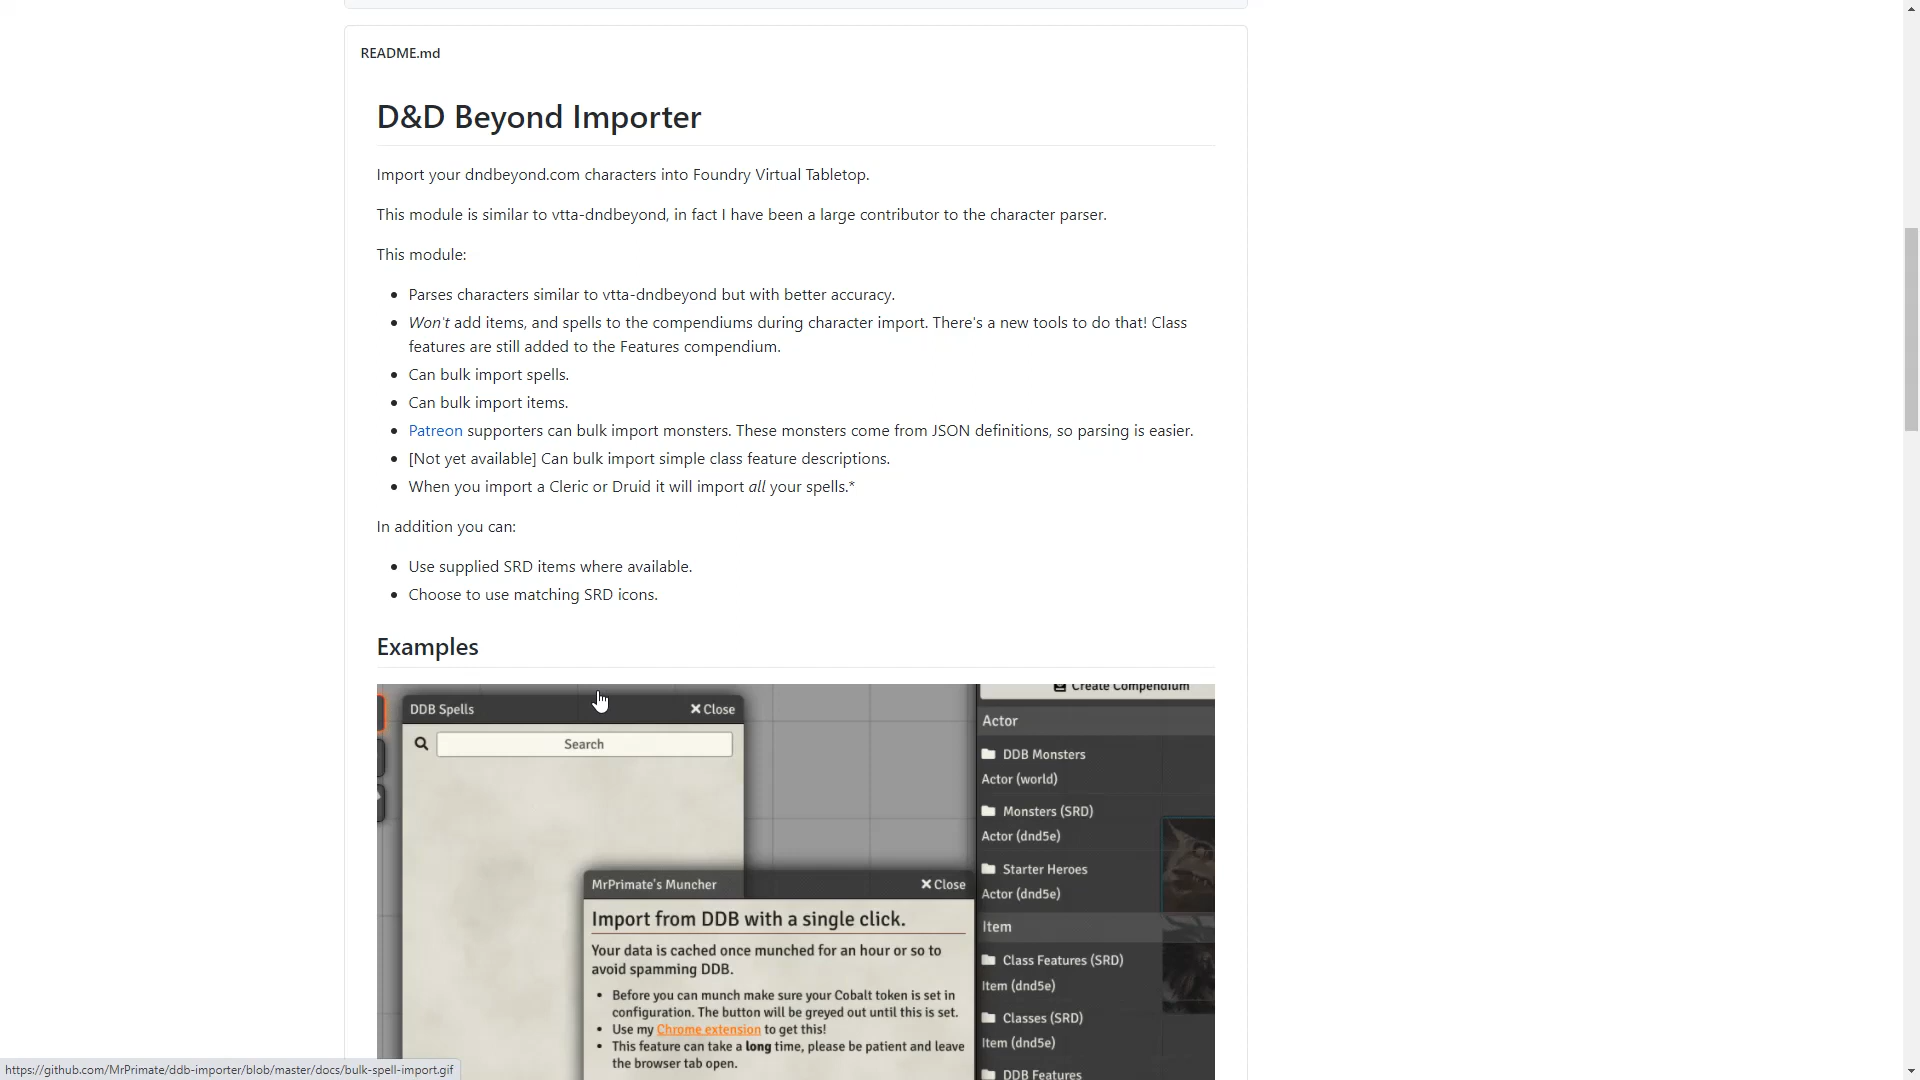 README.md
D&D Beyond Importer
Import your dndbeyond.com characters into Foundry Virtual Tabletop.
This module is similar to vtta-dndbeyond, in fact I have been a large contributor to the character parser.
This module:
Parses characters similar to vtta-dndbeyond but with better accuracy.
Won't add items, and spells to the compendiums during character import. There's a new tools to do that! Class
features are still added to the Features compendium.
Can bulk import spells.
Can bulk import items.
Patreon supporters can bulk import monsters. These monsters come from JSON definitions, so parsing is easier.
[Not yet available] Can bulk import simple class feature descriptions.
When you import a Cleric or Druid it will import all your spells.*
In addition you can:
Use supplied SRD items where available.
Choose to use matching SRD icons.
Examples
DDB Spells
Close
Search
MrPrimate's Muncher
Close
Import from DDB with a single click.
Your data is cached once munched for an hour or so to
avoid spamming DDB.
Before you can munch make sure your Cobalt token is set in
configuration. The button will be greyed out until this is set.
Use my Chrome extension to get this!
This feature can take a long time, please be patient and leave
the browser tab open.
Create Compendium
Actor
DDB Monsters
Actor (world)
Monsters (SRD)
Actor (dnd5e)
Starter Heroes
Actor (dnd5e)
Item
Class Features (SRD)
Item (dnd5e)
Classes (SRD)
Item (dnd5e)
DDB Features
https://github.com/MrPrimate/ddb-importer/blob/master/docs/bulk-spell-import.gif